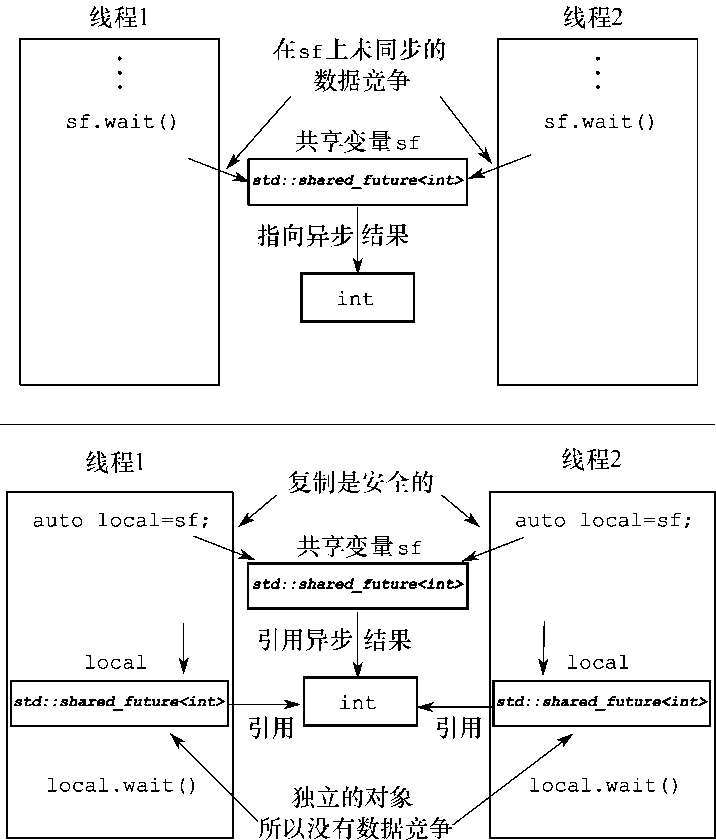 线程1
线程2
在sf上未同步的
数据竞争
sf.wait()
sf.wait()
共享变量sf
std::shared_future<int>
指向异步 结果
int
线程1
线程2
复制是安全的
auto local=sf;
auto local=sf;
共享变量sf
std::shared_future<int>
引用异步 结果
local
local
std::shared_future<int>
int
std::shared_future<int>
引用
引用
local.wait()
local.wait()
独立的对象
所以没有数据竞争